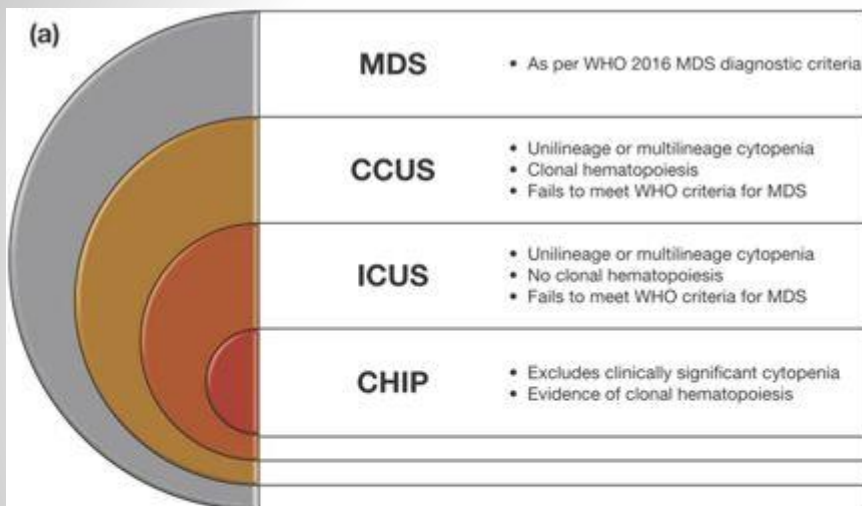 (a)
MDS
• As per WHO 2016 MDS diagnostic criteria
CCUS
• Unilineage or multilineage cytopenia
• Clonal hematopoiesis
• Fails to meet WHO criteria for MDS
ICUS
• Unilineage or multilineage cytopenia
• No clonal hematopoiesis
• Fails to meet WHO criteria for MDS
CHIP
• Excludes clinically significant cytopenia
• Evidence of clonal hematopoiesis